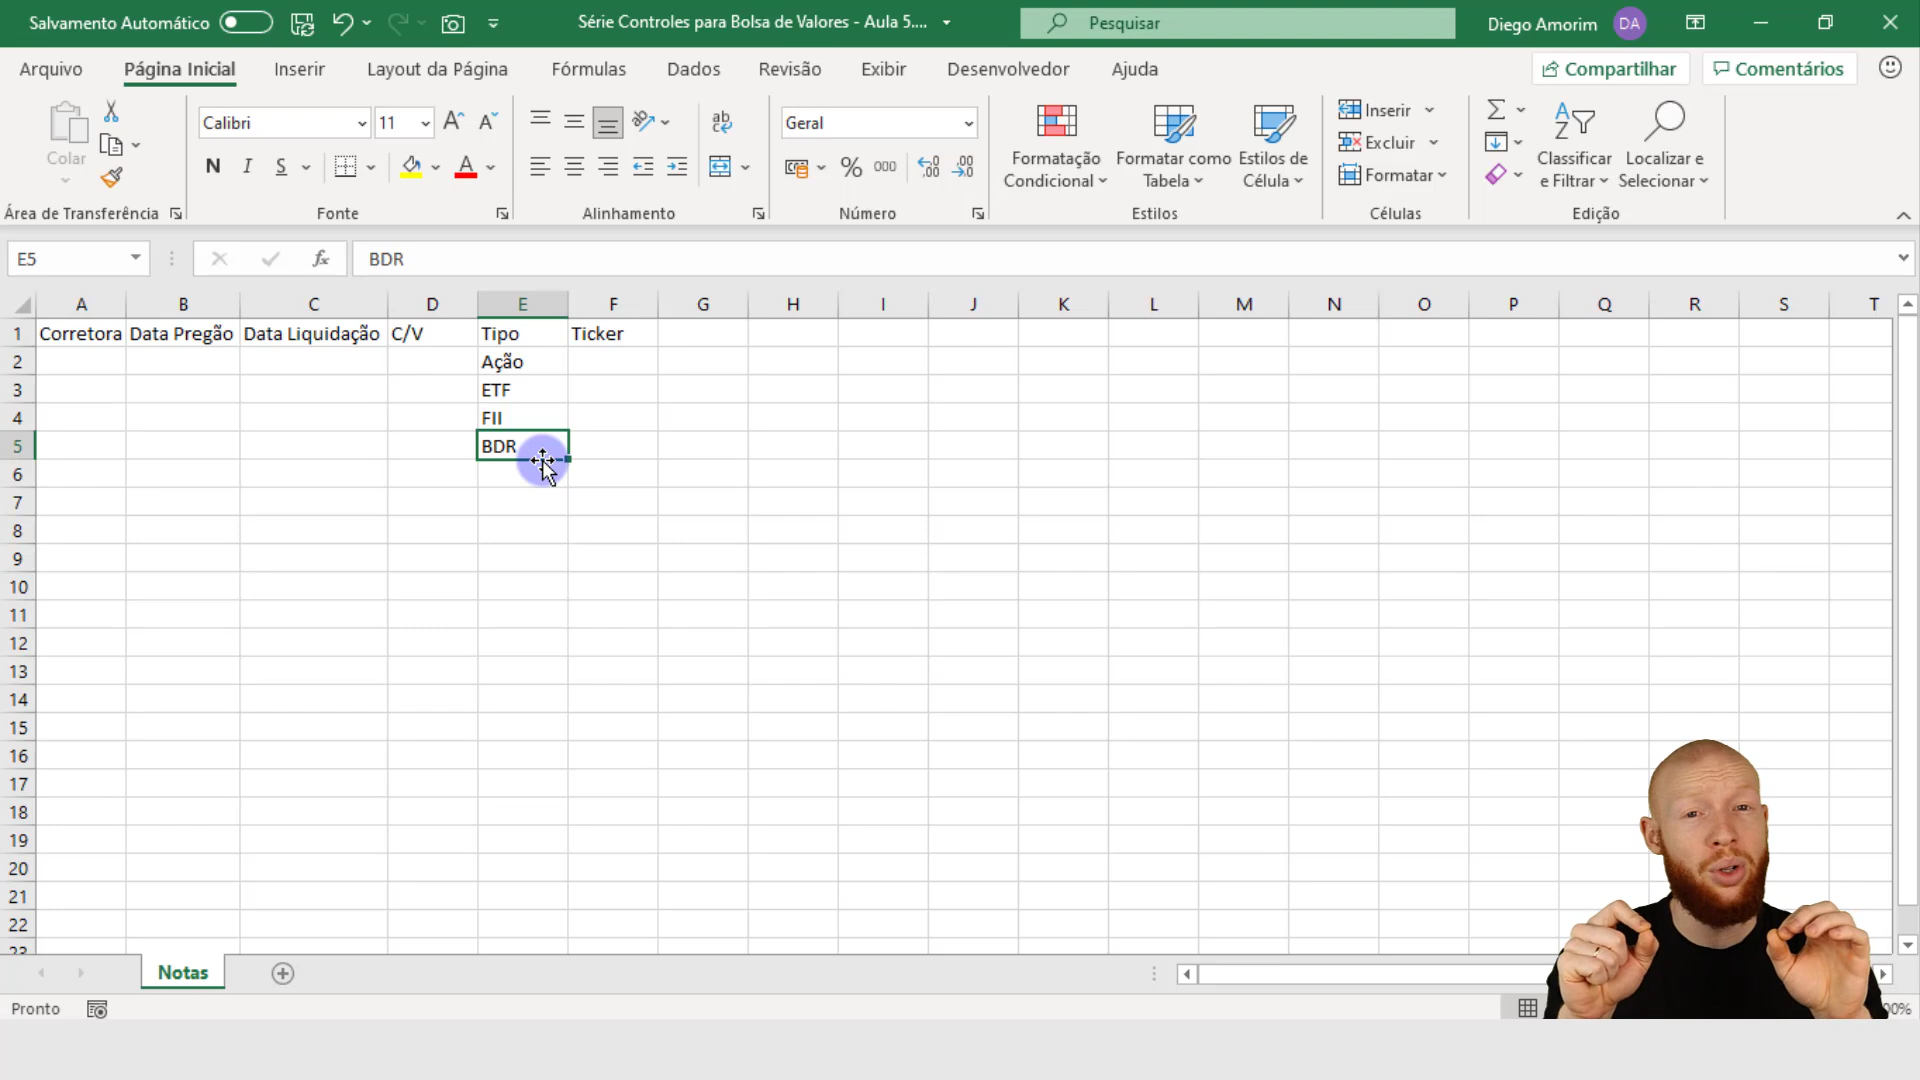 Salvamento Automático
Série Controles para Bolsa de Valores - Aula 5....
Pesquisar
Diego Amorim
DA
Arquivo
Página Inicial
Inserir
Layout da Página
Fórmulas
Dados
Revisão
Exibir
Desenvolvedor
Ajuda
Compartilhar
Comentários
Colar
Calibri
11
N I S
Geral
% 000
Formatação Condicional
Formatar como Tabela
Estilos de Célula
Inserir
Excluir
Formatar
Classificar e Filtrar
Localizar e Selecionar
Área de Transferência
Fonte
Alinhamento
Número
Estilos
Células
Edição
E5
fx
BDR
A B C D E F G H I J K L M N O P Q R S T
1 Corretora Data Pregão Data Liquidação C/V Tipo Ticker
2 Ação
3 ETF
4 FII
5 BDR
6
7
8
9
10
11
12
13
14
15
16
17
18
19
20
21
22
23
Notas
Pronto